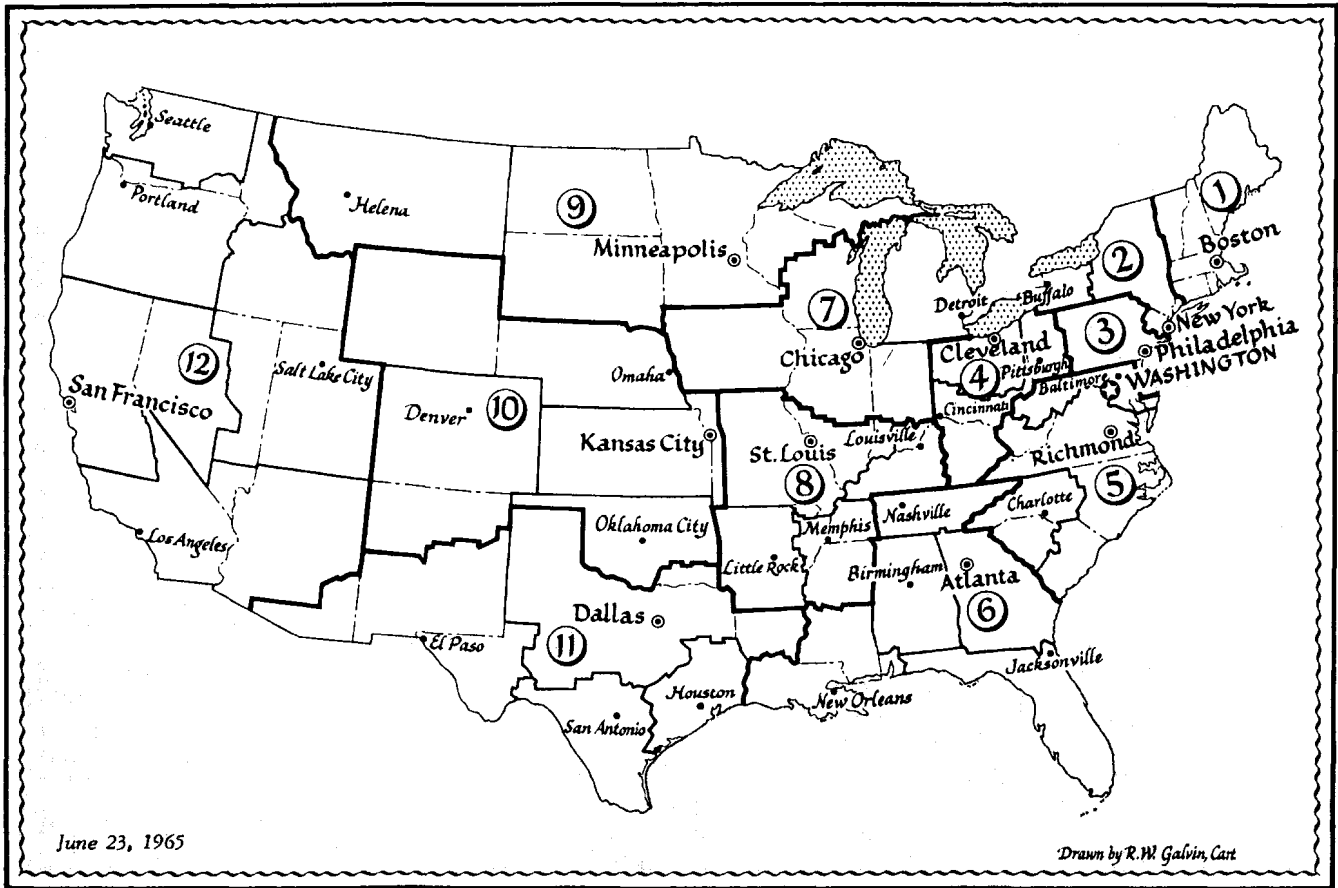 Seattle
Portland
Helena
9
Minneapolis
1
Boston
2
Detroit
Buffalo
7
New York
3
Philadelphia
Chicago
Cleveland
Pittsburgh
4
Baltimore
WASHINGTON
12
Salt Lake City
Omaha
San Francisco
Denver
10
Cincinnati
Kansas City
St. Louis
Louisville
Richmond
8
5
Oklahoma City
Memphis
Nashville
Charlotte
Los Angeles
Little Rock
Birmingham
Atlanta
6
Dallas
El Paso
11
Jacksonville
Houston
New Orleans
San Antonio
June 23, 1965
Drawn by R.W. Galvin, Cart